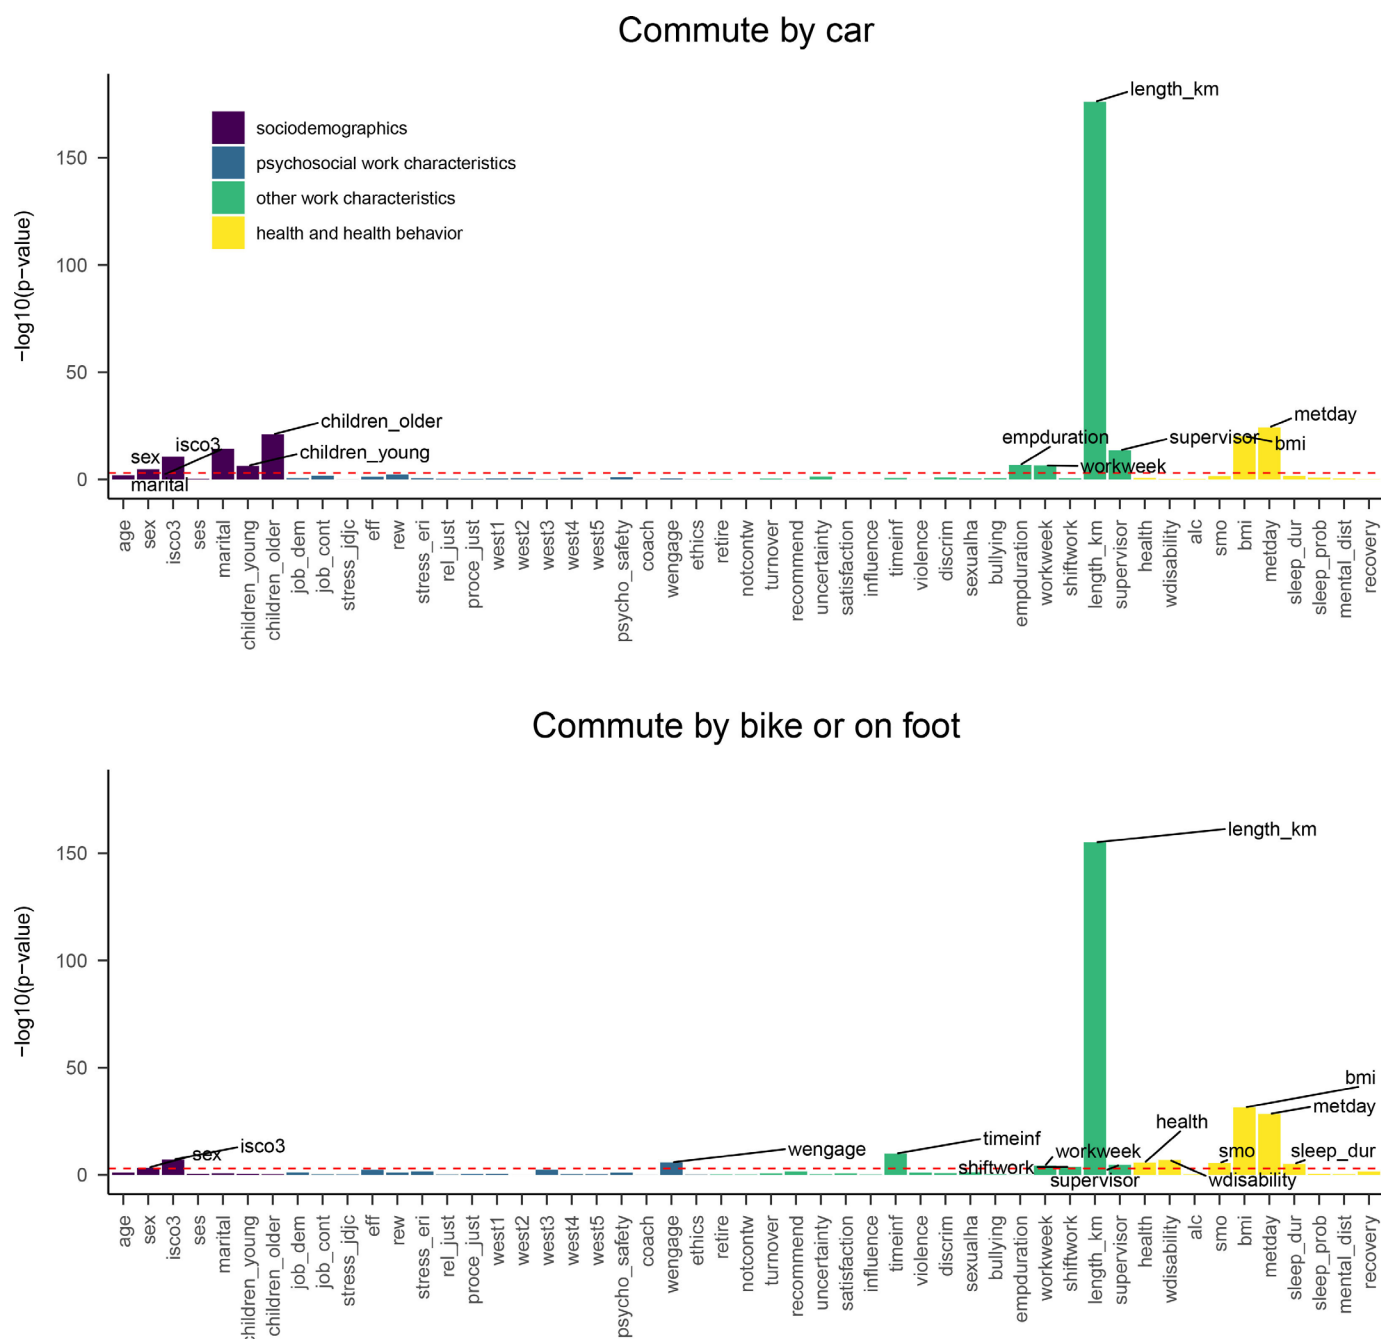 Commute by car
−log10(p−value)
150
100
50
0
sociodemographics
psychosocial work characteristics
other work characteristics
health and health behavior
length_km
children_older
children_young
isco3
sex
marital
empduration
workweek
supervisor
bmi
metday
age
sex
isco3
ses
marital
children_young
children_older
job_dem
job_cont
stress_jdjc
eff
rew
stress_eri
rel_just
proce_just
west1
west2
west3
west4
west5
psycho_safety
coach
wengage
ethics
retire
notcontw
turnover
recommend
uncertainty
satisfaction
influence
timeinf
violence
discrim
sexualha
bullying
empduration
workweek
shiftwork
length_km
supervisor
health
wdisability
alc
smo
bmi
metday
sleep_dur
sleep_prob
mental_dist
recovery
Commute by bike or on foot
−log10(p−value)
150
100
50
0
length_km
bmi
metday
health
isco3
sex
wengage
timeinf
workweek
shiftwork
supervisor
smo
sleep_dur
wdisability
age
sex
isco3
ses
marital
children_young
children_older
job_dem
job_cont
stress_jdjc
eff
rew
stress_eri
rel_just
proce_just
west1
west2
west3
west4
west5
psycho_safety
coach
wengage
ethics
retire
notcontw
turnover
recommend
uncertainty
satisfaction
influence
timeinf
violence
discrim
sexualha
bullying
empduration
workweek
shiftwork
length_km
supervisor
health
wdisability
alc
smo
bmi
metday
sleep_dur
sleep_prob
mental_dist
recovery